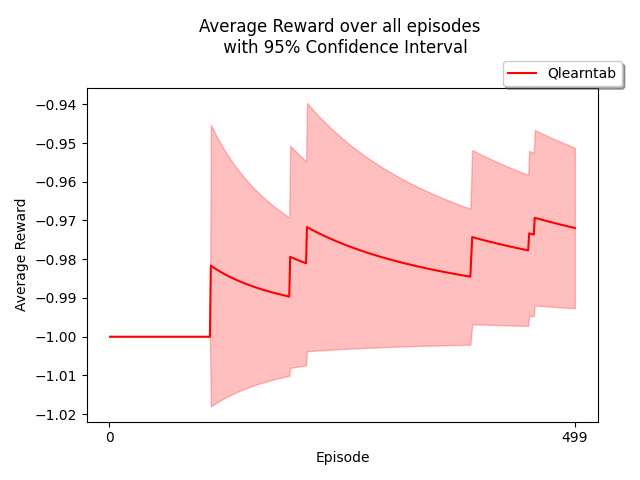 Average Reward over all episodes
with 95% Confidence Interval
Qlearntab
−0.94
−0.95
−0.96
−0.97
−0.98
−0.99
−1.00
−1.01
−1.02
Average Reward
0
499
Episode